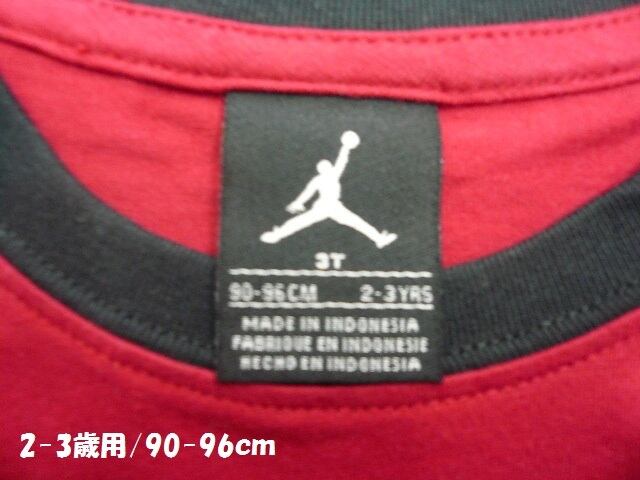 3T
90-96CM 2-3YRS
MADE IN INDONESIA
FABRIQUE EN INDONESIE
HECHO EN INDONESIA
2-3歳用/90-96cm